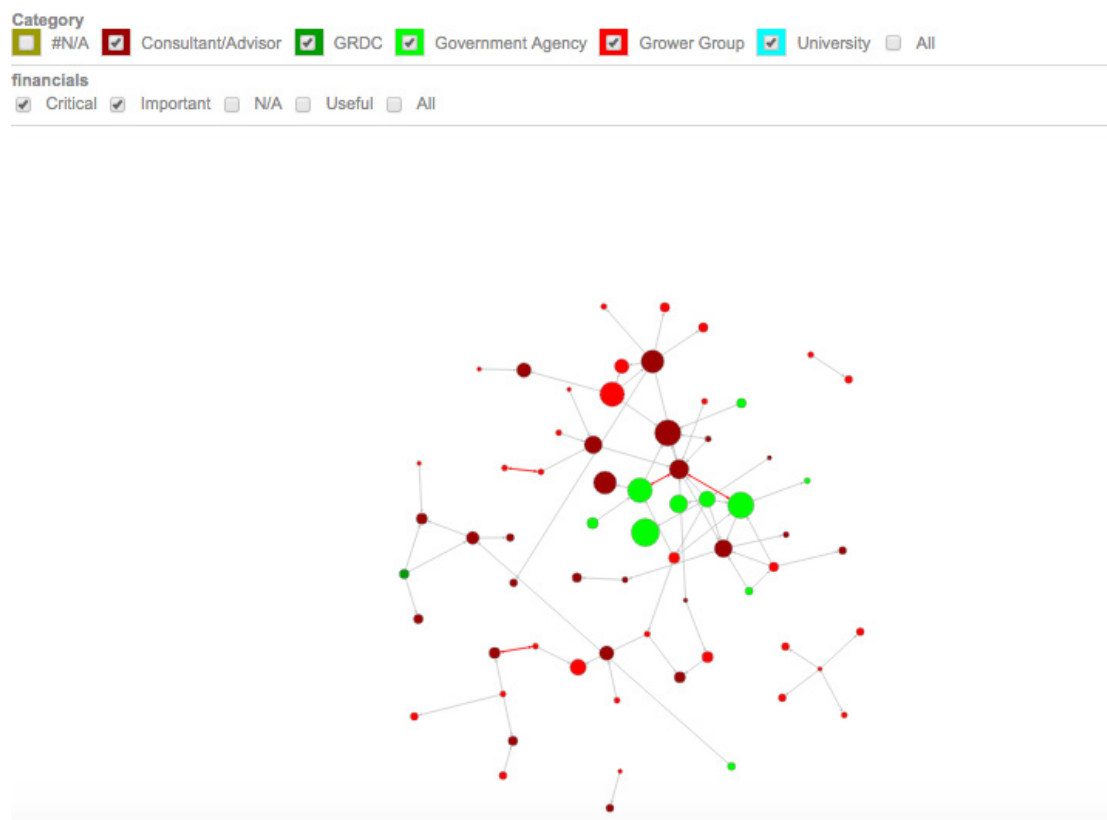 Category
#N/A Consultant/Advisor GRDC Government Agency Grower Group University All
financials
Critical Important N/A Useful All